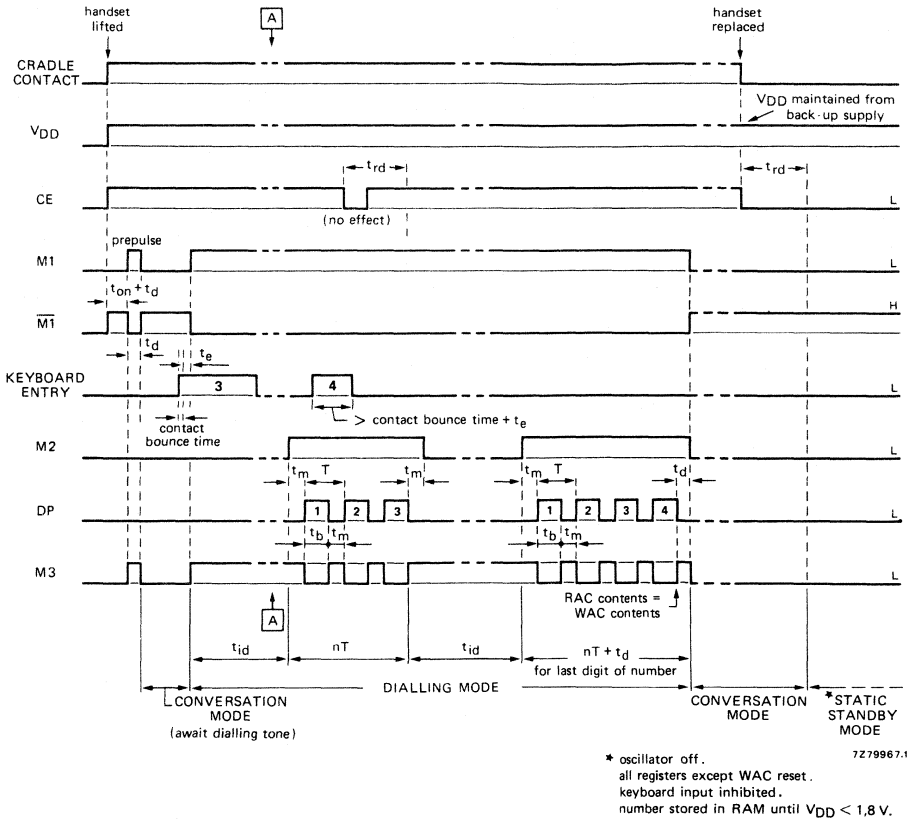 handset lifted
A
handset replaced
CRADLE CONTACT
VDD maintained from back-up supply
VDD
trd
trd
CE
(no effect)
L
prepulse
M1
L
ton + td
H
M1
td
te
KEYBOARD ENTRY
3
4
L
contact bounce time
> contact bounce time + te
M2
L
tm
T
tm
tm
T
td
DP
1
2
3
1
2
3
4
L
tb
tm
tb
tm
M3
L
RAC contents = WAC contents
A
tid
nT
tid
nT + td
for last digit of number
DIALLING MODE
CONVERSATION MODE
(await dialling tone)
CONVERSATION MODE
* STATIC STANDBY MODE
7Z79967.1
* oscillator off.
all registers except WAC reset.
keyboard input inhibited.
number stored in RAM until VDD < 1,8 V.